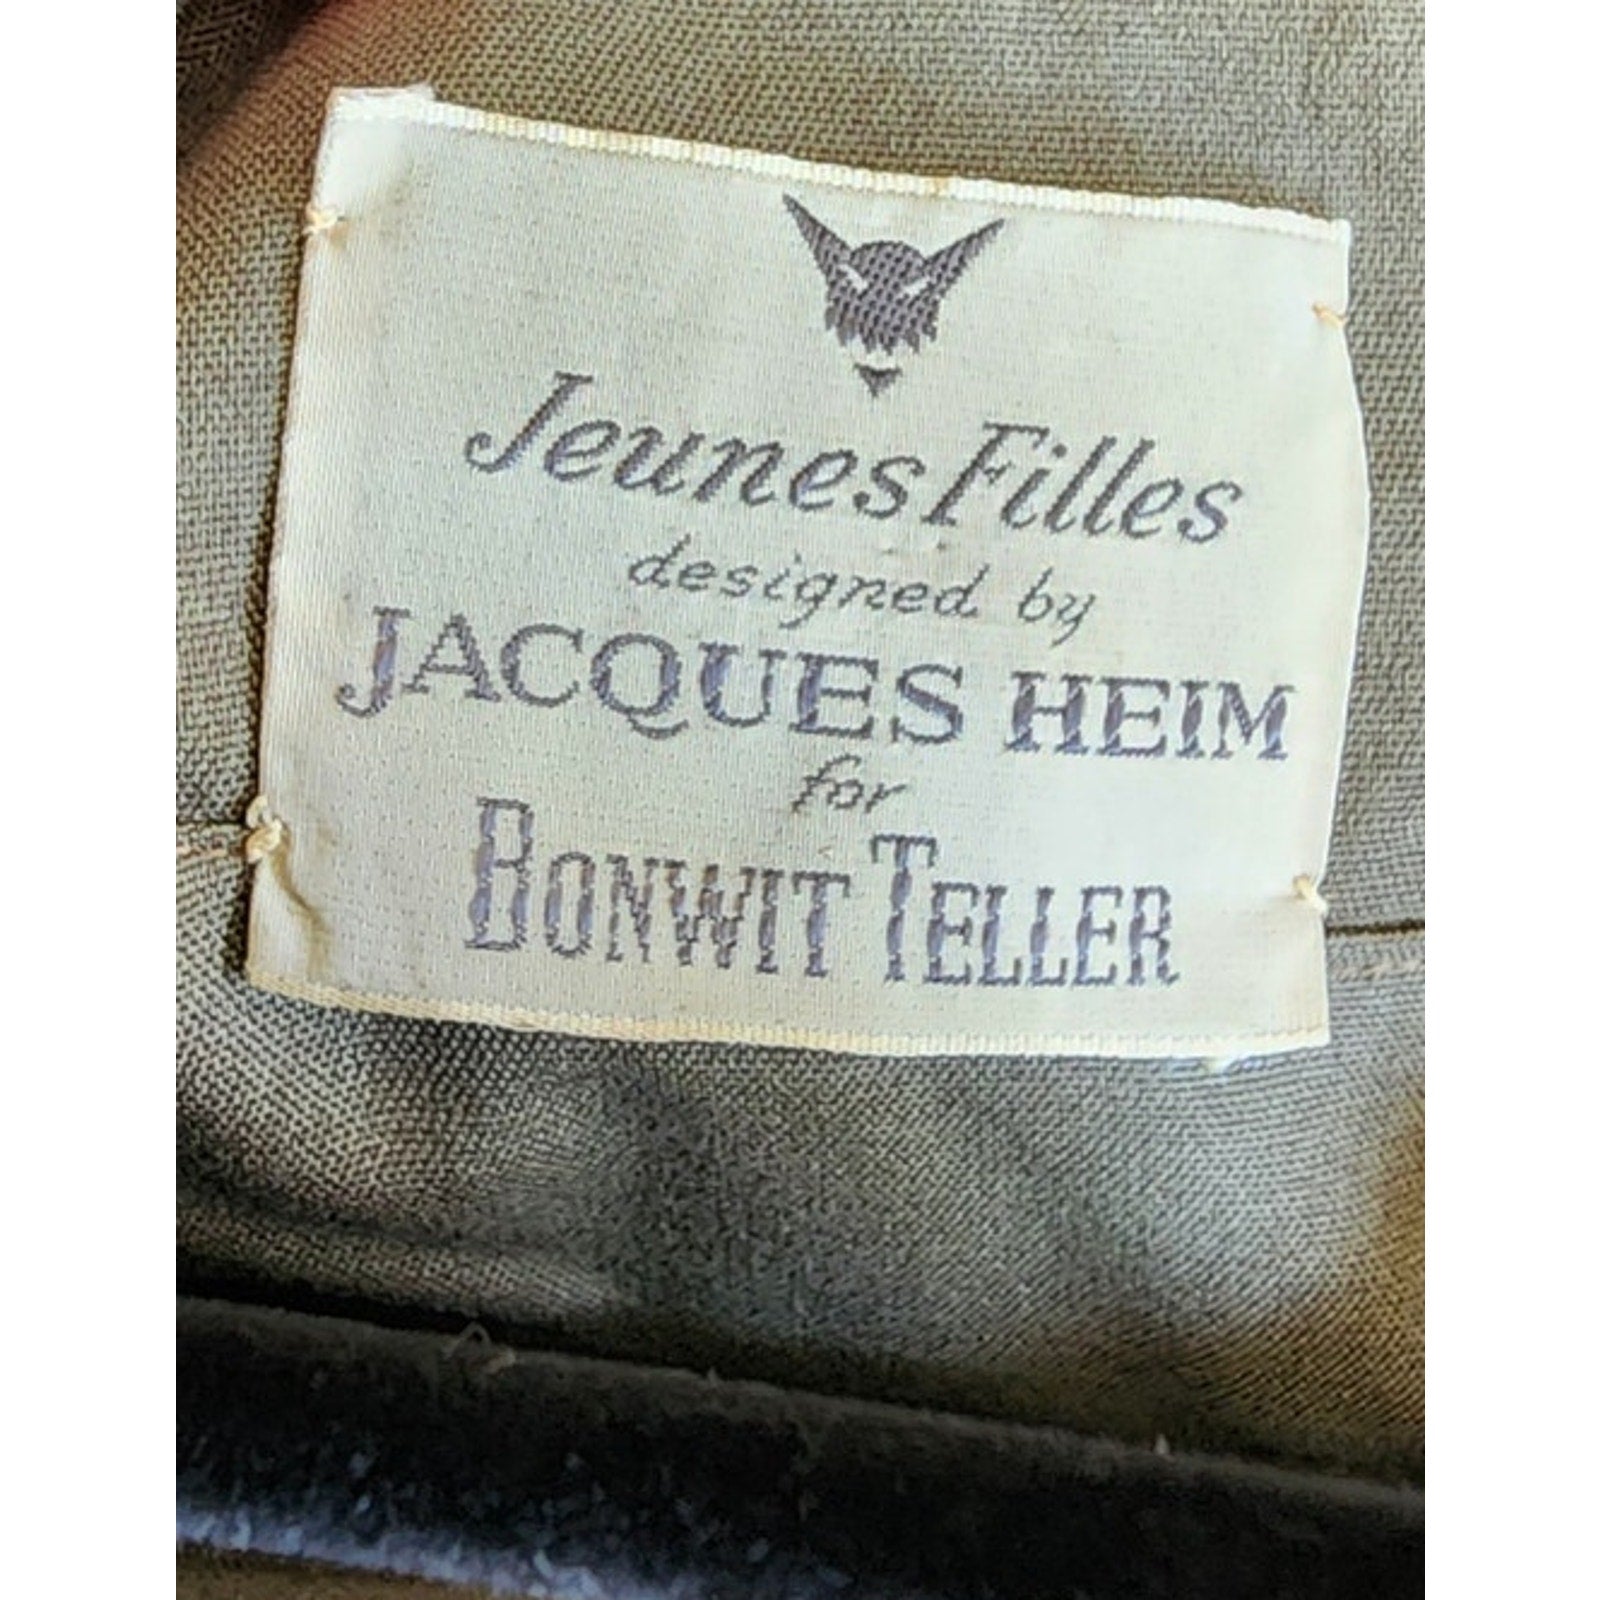 Jeunes Filles
designed by
JACQUES HEIM
for
BONWIT TELLER